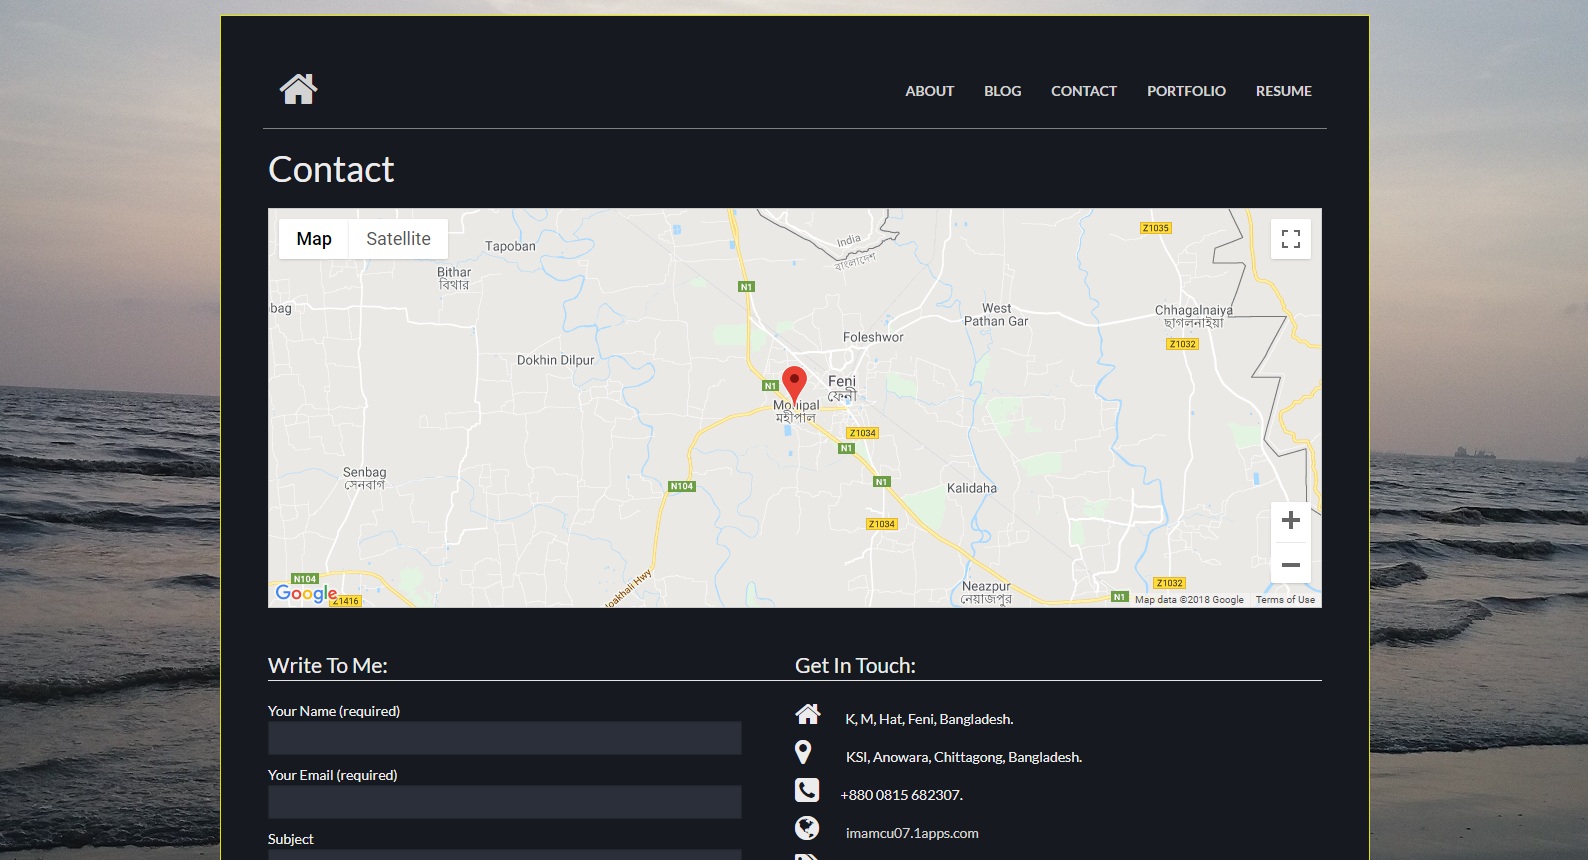 ABOUT BLOG CONTACT PORTFOLIO RESUME
Contact
Map Satellite
Z1035
India
বাংলাদেশ
Tapoban
Bithar
বিথার
N1
bag
West
Pathan Gar
Chhagalnaiya
ছাগলনাইয়া
Foleshwor
Z1032
Dokhin Dilpur
N1
Feni
ফেনী
Mohipal
মহীপাল
Z1034
N1
Senbag
সেনবাগ
N104
N1
Kalidaha
Z1034
N104
Google
Z1416
Noakhali Hwy
Neazpur
নেয়াজপুর
Z1032
N1
Map data ©2018 Google Terms of Use
Write To Me:
Your Name (required)
Your Email (required)
Subject
Get In Touch:
K, M, Hat, Feni, Bangladesh.
KSI, Anowara, Chittagong, Bangladesh.
+880 0815 682307.
imamcu07.1apps.com